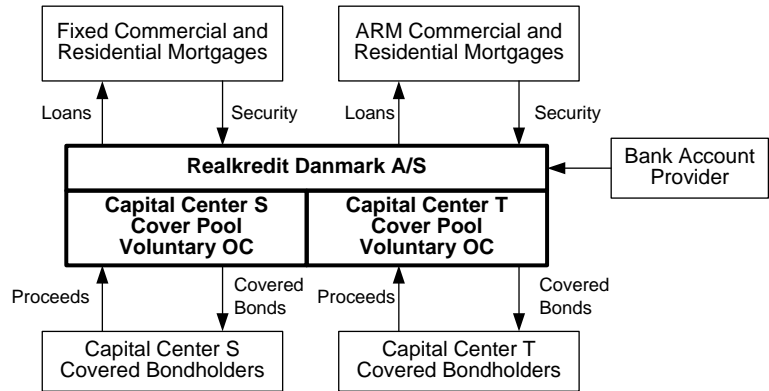 Fixed Commercial and
Residential Mortgages
ARM Commercial and
Residential Mortgages
Loans
Security
Loans
Security
Realkredit Danmark A/S
Bank Account
Provider
Capital Center S
Cover Pool
Voluntary OC
Capital Center T
Cover Pool
Voluntary OC
Proceeds
Covered
Bonds
Proceeds
Covered
Bonds
Capital Center S
Covered Bondholders
Capital Center T
Covered Bondholders